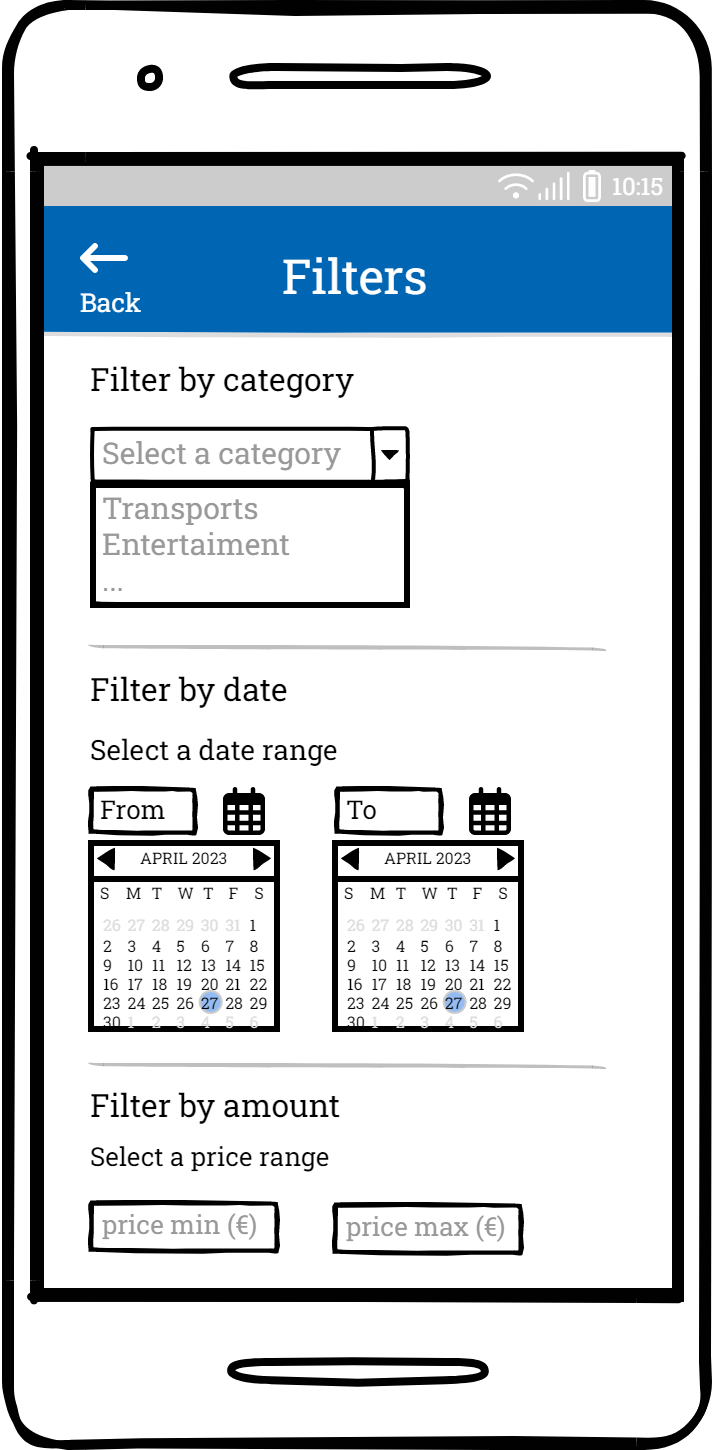 10:15
Back
Filters
Filter by category
Select a category
Transports
Entertaiment
...
Filter by date
Select a date range
From
To
APRIL 2023
S M T W T F S
26 27 28 29 30 31 1
2 3 4 5 6 7 8
9 10 11 12 13 14 15
16 17 18 19 20 21 22
23 24 25 26 27 28 29
30 1 2 3 4 5 6
APRIL 2023
S M T W T F S
26 27 28 29 30 31 1
2 3 4 5 6 7 8
9 10 11 12 13 14 15
16 17 18 19 20 21 22
23 24 25 26 27 28 29
30 1 2 3 4 5 6
Filter by amount
Select a price range
price min (€)
price max (€)